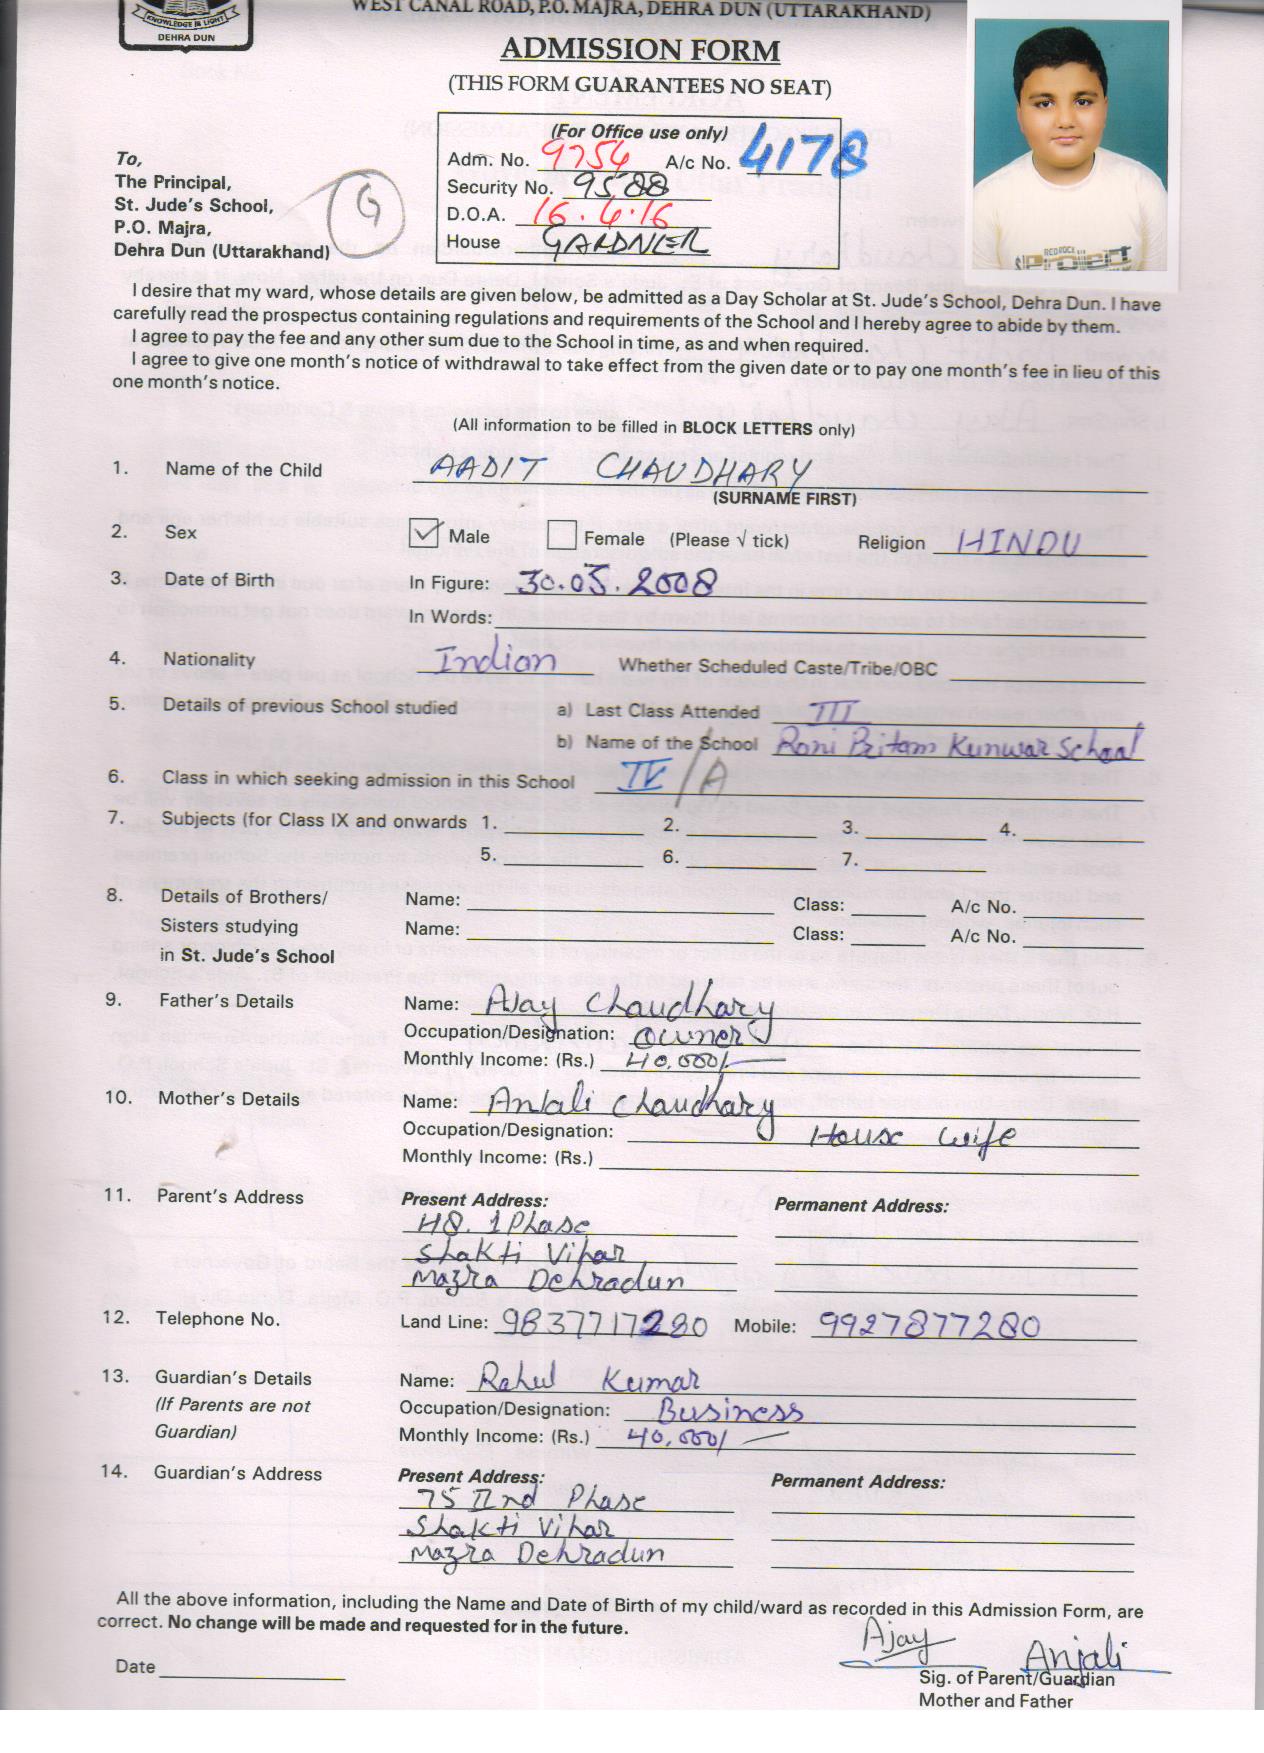 KNOWLEDGE IS LIGHT
DEHRA DUN
WEST CANAL ROAD, P.O. MAJRA, DEHRA DUN (UTTARAKHAND)
ADMISSION FORM
(THIS FORM GUARANTEES NO SEAT)
(For Office use only)
Adm. No. 9754 A/c No. 4178
Security No. 9588
D.O.A. 16.4.16
House GARDNER
To,
The Principal,
St. Jude's School,
P.O. Majra,
Dehra Dun (Uttarakhand)
G
I desire that my ward, whose details are given below, be admitted as a Day Scholar at St. Jude's School, Dehra Dun. I have
carefully read the prospectus containing regulations and requirements of the School and I hereby agree to abide by them.
I agree to pay the fee and any other sum due to the School in time, as and when required.
I agree to give one month's notice of withdrawal to take effect from the given date or to pay one month's fee in lieu of this
one month's notice.
(All information to be filled in BLOCK LETTERS only)
1. Name of the Child AADIT CHAUDHARY
(SURNAME FIRST)
2. Sex Male Female (Please √ tick) Religion HINDU
3. Date of Birth In Figure: 30.05.2008
In Words:
4. Nationality Indian Whether Scheduled Caste/Tribe/OBC
5. Details of previous School studied a) Last Class Attended III
b) Name of the School Rani Pritam Kunwar School
6. Class in which seeking admission in this School IV/A
7. Subjects (for Class IX and onwards 1. 2. 3. 4.
5. 6. 7.
8. Details of Brothers/ Name: Class: A/c No.
Sisters studying Name: Class: A/c No.
in St. Jude's School
9. Father's Details Name: AJay Chaudhary
Occupation/Designation: Owner
Monthly Income: (Rs.) 40,000/-
10. Mother's Details Name: Anjali Chaudhary
Occupation/Designation: House wife
Monthly Income: (Rs.)
11. Parent's Address Present Address: Permanent Address:
H8. 1 Phase
Shakti Vihar
Mazra Dehradun
12. Telephone No. Land Line: 9837717280 Mobile: 9927877280
13. Guardian's Details Name: Rahul Kumar
(If Parents are not Occupation/Designation: Business
Guardian) Monthly Income: (Rs.) 40,000/-
14. Guardian's Address Present Address: Permanent Address:
75 IInd Phase
Shakti Vihar
Mazra Dehradun
All the above information, including the Name and Date of Birth of my child/ward as recorded in this Admission Form, are
correct. No change will be made and requested for in the future.
Ajay Anjali
Date
Sig. of Parent/Guardian
Mother and Father